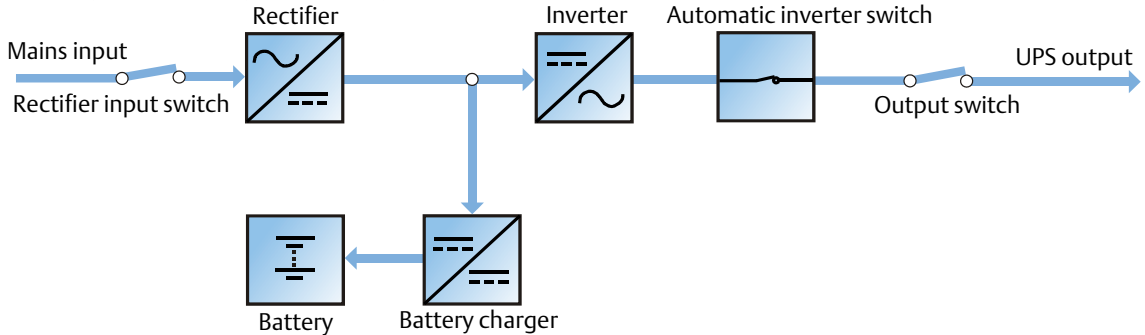 Rectifier
Inverter
Automatic inverter switch
Mains input
UPS output
Rectifier input switch
Output switch
Battery
Battery charger